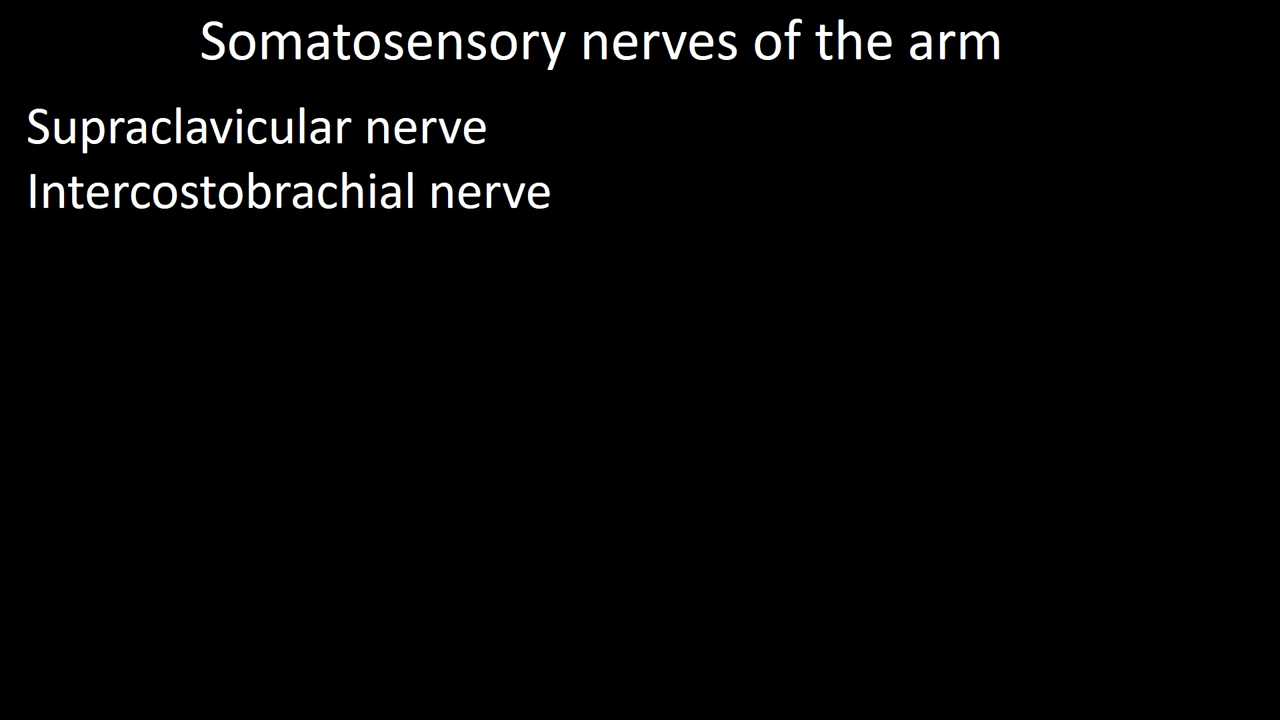 Somatosensory nerves of the arm
Supraclavicular nerve
Intercostobrachial nerve